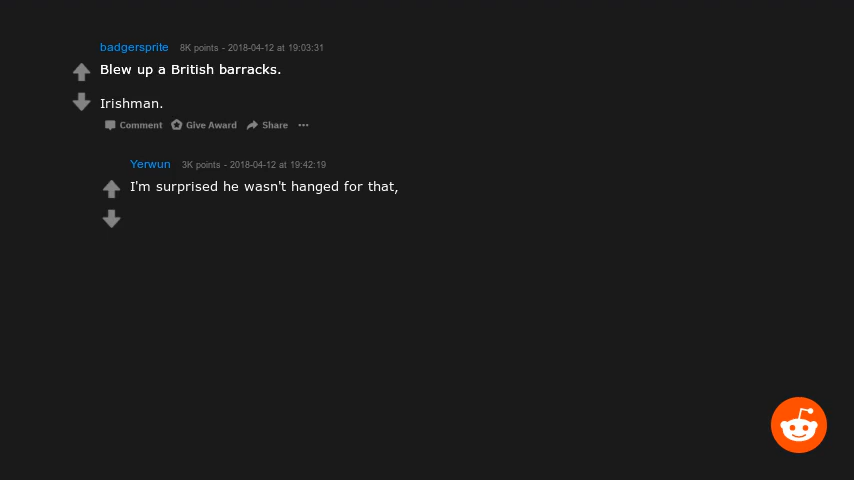 badgersprite 8K points - 2018-04-12 at 19:03:31
Blew up a British barracks.
Irishman.
Comment Give Award Share ···
Yerwun 3K points - 2018-04-12 at 19:42:19
I'm surprised he wasn't hanged for that,